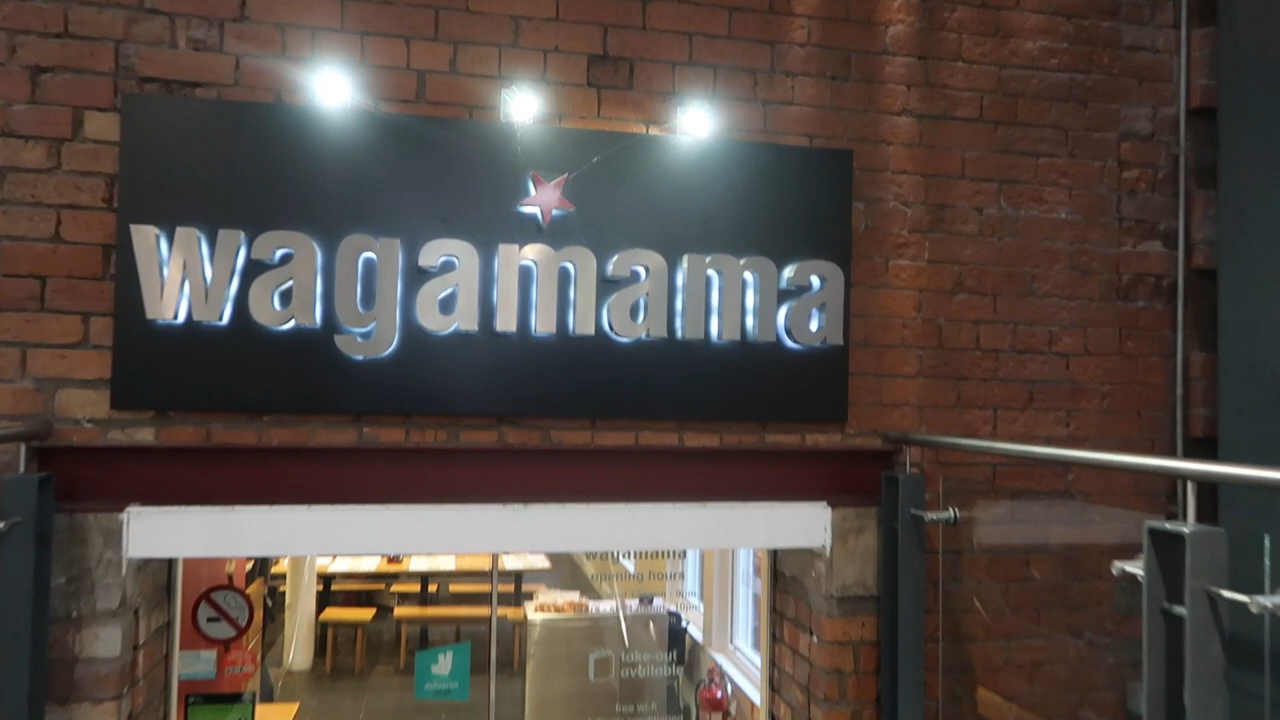 wagamama
wagamama
opening hours
take-out
available
deliveroo
free wi-fi